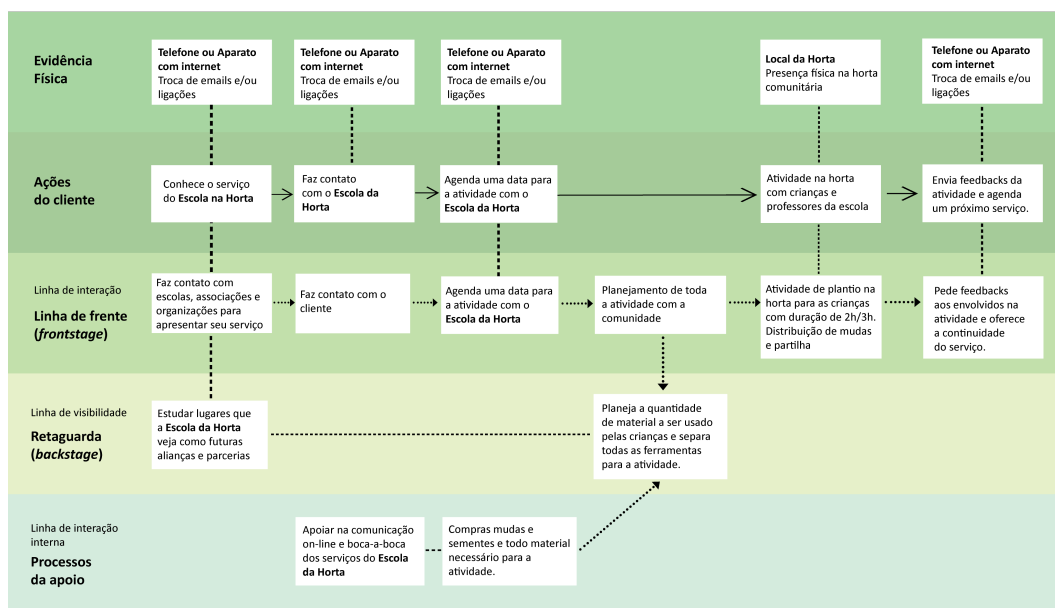 Evidência
Física
Telefone ou Aparato
com internet
Troca de emails e/ou
ligações
Telefone ou Aparato
com internet
Troca de emails e/ou
ligações
Telefone ou Aparato
com internet
Troca de emails e/ou
ligações
Local da Horta
Presença física na horta
comunitária
Telefone ou Aparato
com internet
Troca de emails e/ou
ligações
Ações
do cliente
Conhece o serviço
do Escola na Horta
Faz contato
com o Escola da
Horta
Agenda uma data para
a atividade com o
Escola da Horta
Atividade na horta
com crianças e
professores da escola
Envia feedbacks da
atividade e agenda
um próximo serviço.
Linha de interação
Linha de frente
(frontstage)
Faz contato com
escolas, associações e
organizações para
apresentar seu serviço
Faz contato com o
cliente
Agenda uma data para
a atividade com o
Escola da Horta
Planejamento de toda
a atividade com a
comunidade
Atividade de plantio na
horta para as crianças
com duração de 2h/3h.
Distribuição de mudas
e partilha
Pede feedbacks
aos envolvidos na
atividade e oferece
a continuidade
do serviço.
Linha de visibilidade
Retaguarda
(backstage)
Estudar lugares que
a Escola da Horta
veja como futuras
alianças e parcerias
Planeja a quantidade
de material a ser usado
pelas crianças e separa
todas as ferramentas
para a atividade.
Linha de interação
interna
Processos
da apoio
Apoiar na comunicação
on-line e boca-a-boca
dos serviços do Escola
da Horta
Compras mudas e
sementes e todo material
necessário para a
atividade.